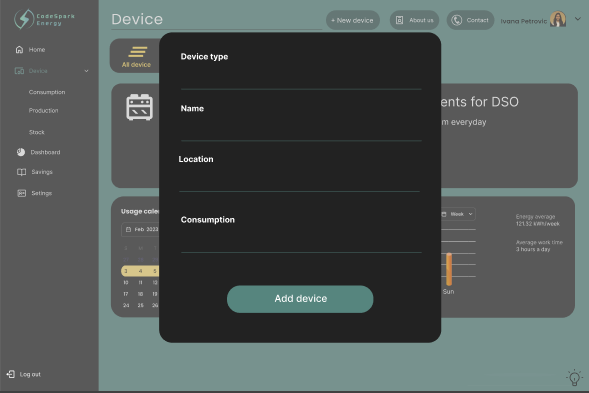 CodeSpark
Energy
Device
+ New device
About us
Contact
Ivana Petrovic
Home
Device
Consumption
Production
Stock
Dashboard
Savings
Setings
Log out
All device
Device type
Name
Location
Consumption
Add device
ents for DSO
m everyday
Usage cale
Feb 2023
3 4 5
10 11 12
17 18 19
24 25 26
Week
Sun
Energy average
121.32 kWh/week
Average work time
3 hours a day